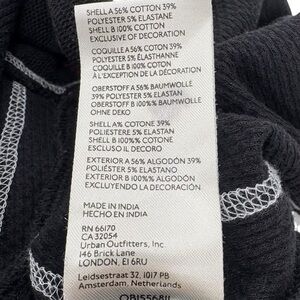 SHELL A 56% COTTON 39%
POLYESTER 5% ELASTANE
SHELL B 100% COTTON
EXCLUSIVE OF DECORATION
COQUILLE A 56% COTON 39%
POLYESTER 5% ÉLASTHANNE
COQUILLE B 100% COTON
À L'EXCEPTION DE LA DÉCORATION
OBERSTOFF A 56% BAUMWOLLE
39% POLYESTER 5% ELASTAN
OBERSTOFF B 100% BAUMWOLLE
OHNE DEKO
SHELL A% COTONE 39%
POLIESTERE 5% ELASTAN
SHELL B 100% COTONE
ESCLUSO IL DECORO
EXTERIOR A 56% ALGODÓN 39%
POLIÉSTER 5% ELASTANO
EXTERIOR B 100% ALGODÓN
EXCLUYENDO LA DECORACIÓN
MADE IN INDIA
HECHO EN INDIA
RN 66170
CA 32054
Urban Outfitters, Inc.
146 Brick Lane
LONDON, E1 6RU
Leidsestraat 32, 1017 PB
Amsterdam, Netherlands